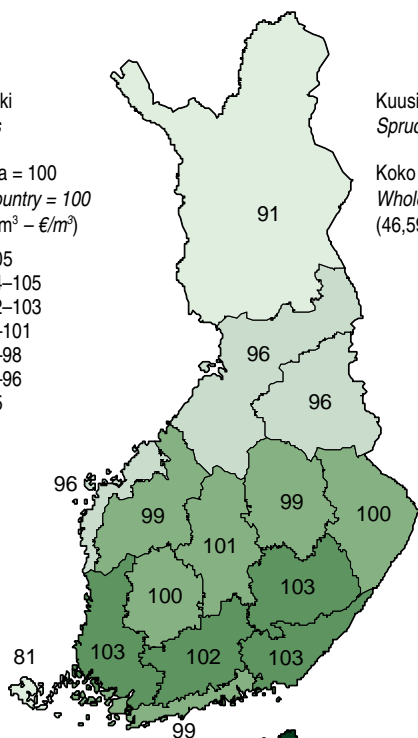 ki
s
a = 100
ountry = 100
m³ – €/m³)
05
–105
2–103
–101
–98
–96
5
Kuusi
Spruc
Koko
Whole
(46,59
91
96
96
96
99
99
100
101
100
103
103
102
103
81
99